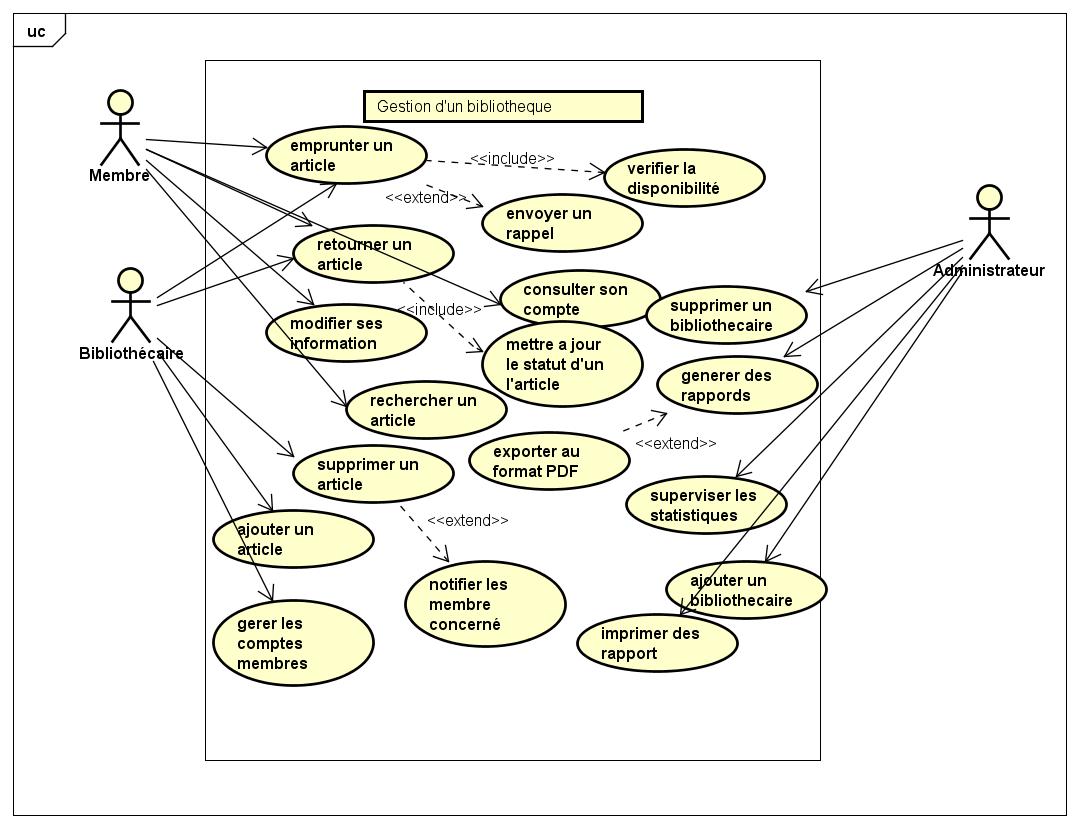 uc
Gestion d'un bibliotheque
Membre
emprunter un
article
<<include>>
verifier la
disponibilité
<<extend>>
envoyer un
rappel
Administrateur
retourner un
article
Bibliothécaire
consulter son
compte
<<include>>
supprimer un
bibliothecaire
modifier ses
information
mettre a jour
le statut d'un
l'article
generer des
rappords
rechercher un
article
<<extend>>
exporter au
format PDF
supprimer un
article
superviser les
statistiques
<<extend>>
ajouter un
article
notifier les
membre
concerné
ajouter un
bibliothecaire
gerer les
comptes
membres
imprimer des
rapport